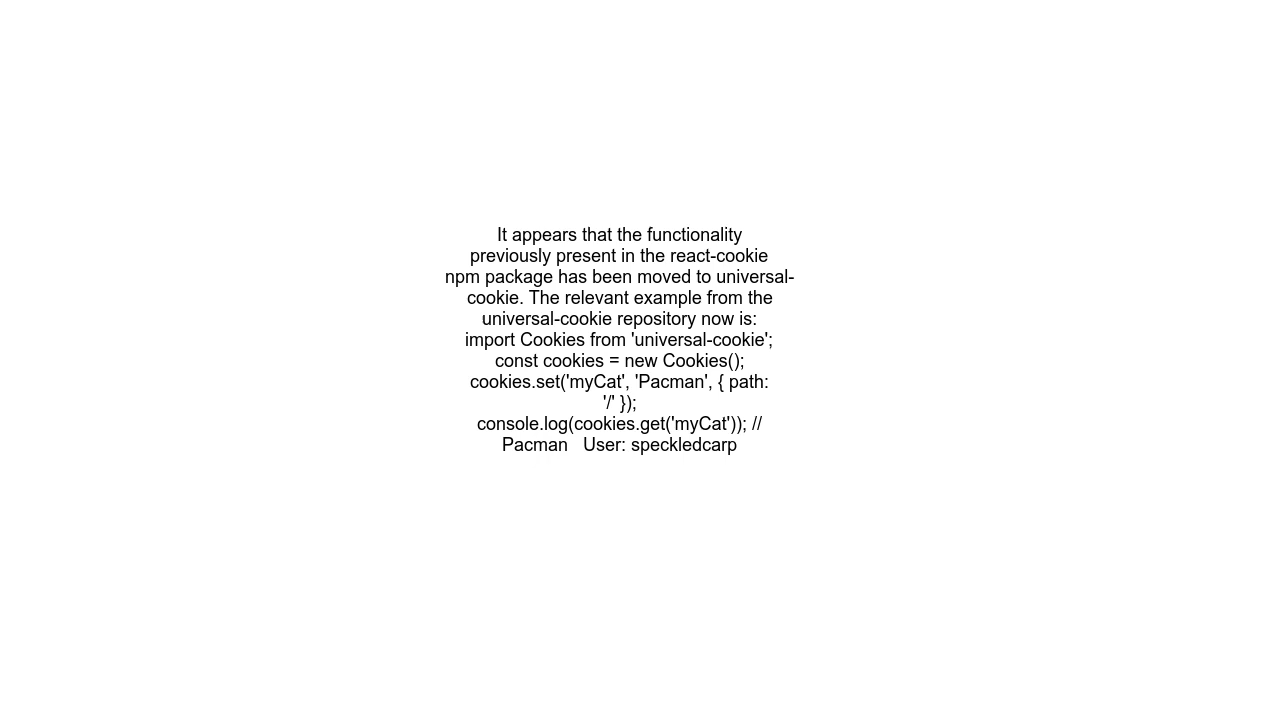 It appears that the functionality
previously present in the react-cookie
npm package has been moved to universal-
cookie. The relevant example from the
universal-cookie repository now is:
import Cookies from 'universal-cookie';
const cookies = new Cookies();
cookies.set('myCat', 'Pacman', { path:
'/' });
console.log(cookies.get('myCat')); //
Pacman   User: speckledcarp